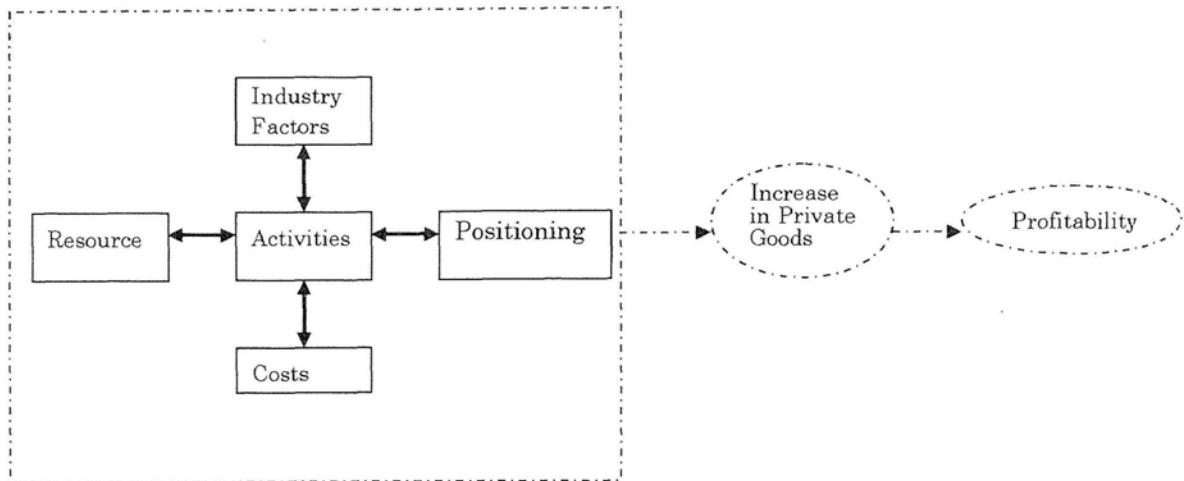 Industry
Factors
Resource
Activities
Positioning
Increase
in Private
Goods
Profitability
Costs